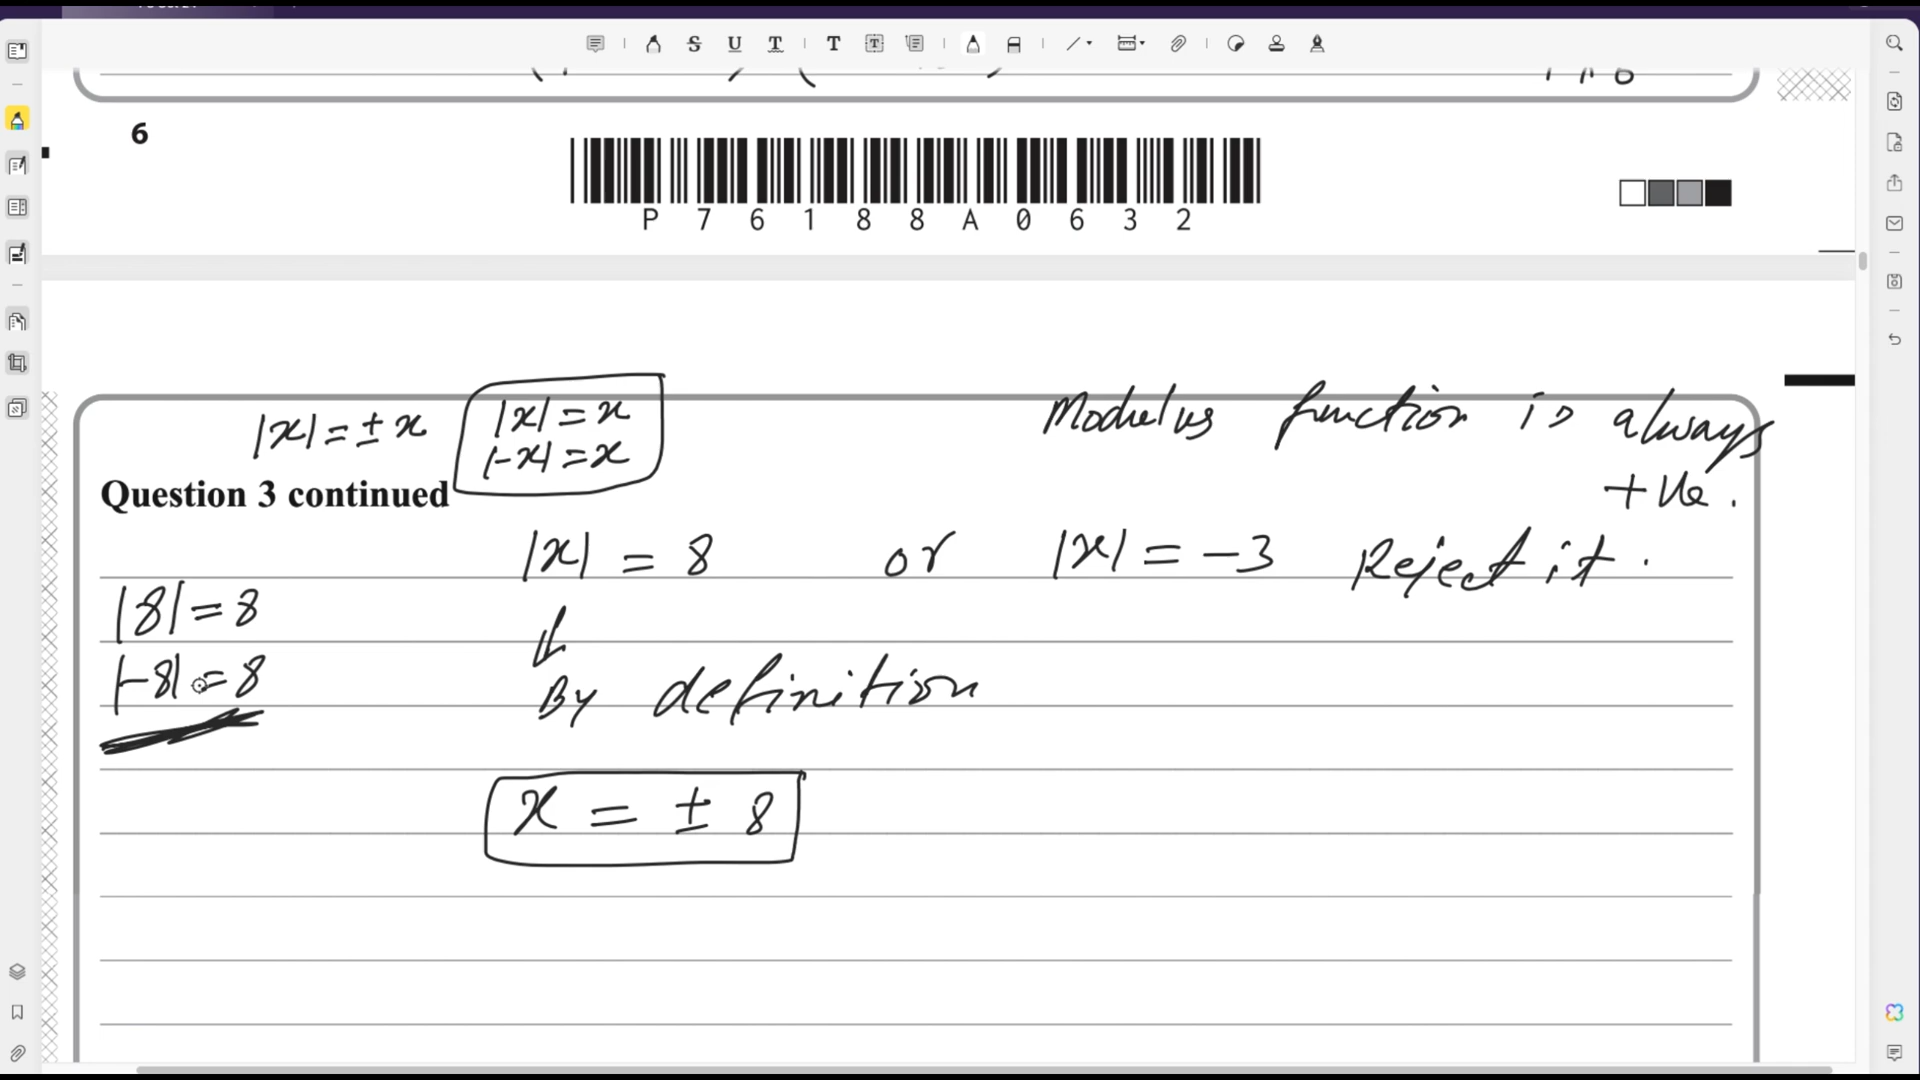 6
P 7 6 1 8 8 A 0 6 3 2
|x| = ± x
|x| = x
|-x| = x
Modulus function is always
+ve.
Question 3 continued
|x| = 8 or |x| = -3 Reject it.
|8| = 8
|-8| = 8
By definition
x = ± 8